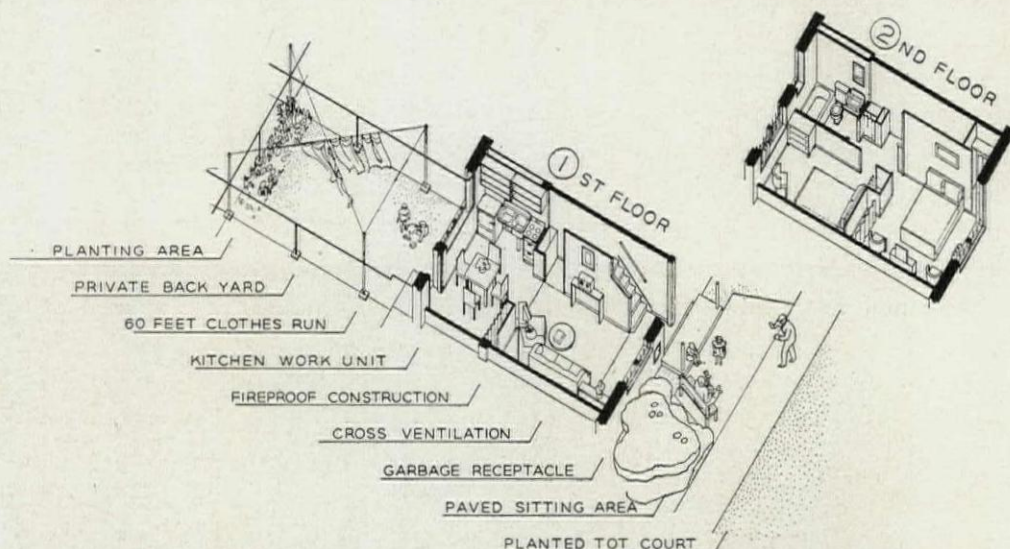 2ND FLOOR
1ST FLOOR
PLANTING AREA
PRIVATE BACK YARD
60 FEET CLOTHES RUN
KITCHEN WORK UNIT
FIREPROOF CONSTRUCTION
CROSS VENTILATION
GARBAGE RECEPTACLE
PAVED SITTING AREA
PLANTED TOT COURT